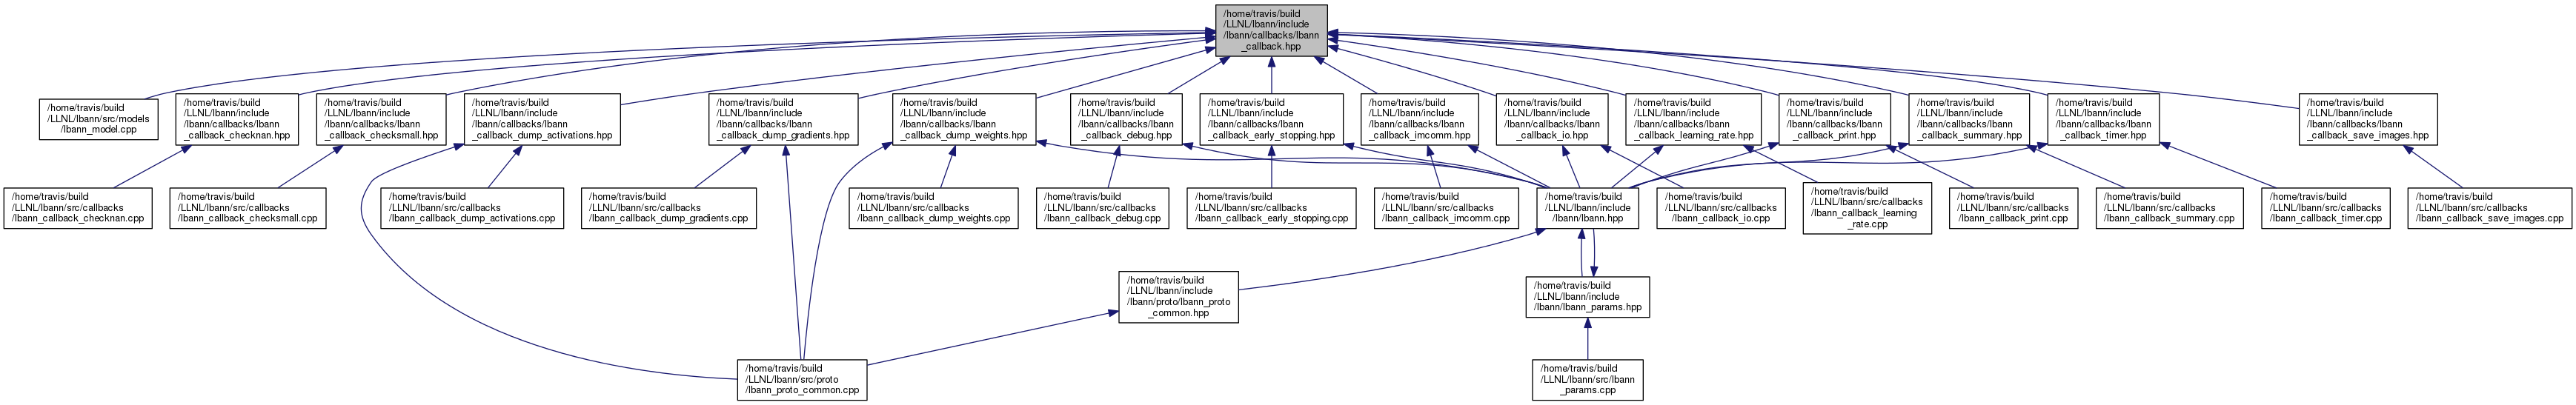 /home/travis/build
/LLNL/lbann/include
/lbann/callbacks/lbann
_callback.hpp
/home/travis/build
/LLNL/lbann/src/models
/lbann_model.cpp
/home/travis/build
/LLNL/lbann/include
/lbann/callbacks/lbann
_callback_checknan.hpp
/home/travis/build
/LLNL/lbann/include
/lbann/callbacks/lbann
_callback_checksmall.hpp
/home/travis/build
/LLNL/lbann/include
/lbann/callbacks/lbann
_callback_dump_activations.hpp
/home/travis/build
/LLNL/lbann/include
/lbann/callbacks/lbann
_callback_dump_gradients.hpp
/home/travis/build
/LLNL/lbann/include
/lbann/callbacks/lbann
_callback_dump_weights.hpp
/home/travis/build
/LLNL/lbann/include
/lbann/callbacks/lbann
_callback_debug.hpp
/home/travis/build
/LLNL/lbann/include
/lbann/callbacks/lbann
_callback_early_stopping.hpp
/home/travis/build
/LLNL/lbann/include
/lbann/callbacks/lbann
_callback_imcomm.hpp
/home/travis/build
/LLNL/lbann/include
/lbann/callbacks/lbann
_callback_io.hpp
/home/travis/build
/LLNL/lbann/include
/lbann/callbacks/lbann
_callback_learning_rate.hpp
/home/travis/build
/LLNL/lbann/include
/lbann/callbacks/lbann
_callback_print.hpp
/home/travis/build
/LLNL/lbann/include
/lbann/callbacks/lbann
_callback_summary.hpp
/home/travis/build
/LLNL/lbann/include
/lbann/callbacks/lbann
_callback_timer.hpp
/home/travis/build
/LLNL/lbann/include
/lbann/callbacks/lbann
_callback_save_images.hpp
/home/travis/build
/LLNL/lbann/src/callbacks
/lbann_callback_checknan.cpp
/home/travis/build
/LLNL/lbann/src/callbacks
/lbann_callback_checksmall.cpp
/home/travis/build
/LLNL/lbann/src/callbacks
/lbann_callback_dump_activations.cpp
/home/travis/build
/LLNL/lbann/src/callbacks
/lbann_callback_dump_gradients.cpp
/home/travis/build
/LLNL/lbann/src/callbacks
/lbann_callback_dump_weights.cpp
/home/travis/build
/LLNL/lbann/src/callbacks
/lbann_callback_debug.cpp
/home/travis/build
/LLNL/lbann/src/callbacks
/lbann_callback_early_stopping.cpp
/home/travis/build
/LLNL/lbann/src/callbacks
/lbann_callback_imcomm.cpp
/home/travis/build
/LLNL/lbann/include
/lbann/lbann.hpp
/home/travis/build
/LLNL/lbann/src/callbacks
/lbann_callback_io.cpp
/home/travis/build
/LLNL/lbann/src/callbacks
/lbann_callback_learning
_rate.cpp
/home/travis/build
/LLNL/lbann/src/callbacks
/lbann_callback_print.cpp
/home/travis/build
/LLNL/lbann/src/callbacks
/lbann_callback_summary.cpp
/home/travis/build
/LLNL/lbann/src/callbacks
/lbann_callback_timer.cpp
/home/travis/build
/LLNL/lbann/src/callbacks
/lbann_callback_save_images.cpp
/home/travis/build
/LLNL/lbann/include
/lbann/proto/lbann_proto
_common.hpp
/home/travis/build
/LLNL/lbann/include
/lbann/lbann_params.hpp
/home/travis/build
/LLNL/lbann/src/proto
/lbann_proto_common.cpp
/home/travis/build
/LLNL/lbann/src/lbann
_params.cpp